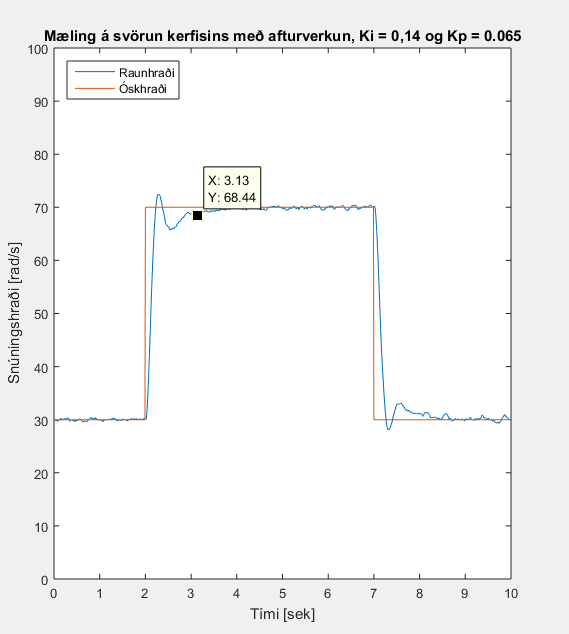 Mæling á svörun kerfisins með afturverkun, Ki = 0,14 og Kp = 0.065
100
90
80
70
60
50
40
30
20
10
0
Raunhraði
Óskhraði
X: 3.13
Y: 68.44
Snúningshraði [rad/s]
0 1 2 3 4 5 6 7 8 9 10
Tími [sek]